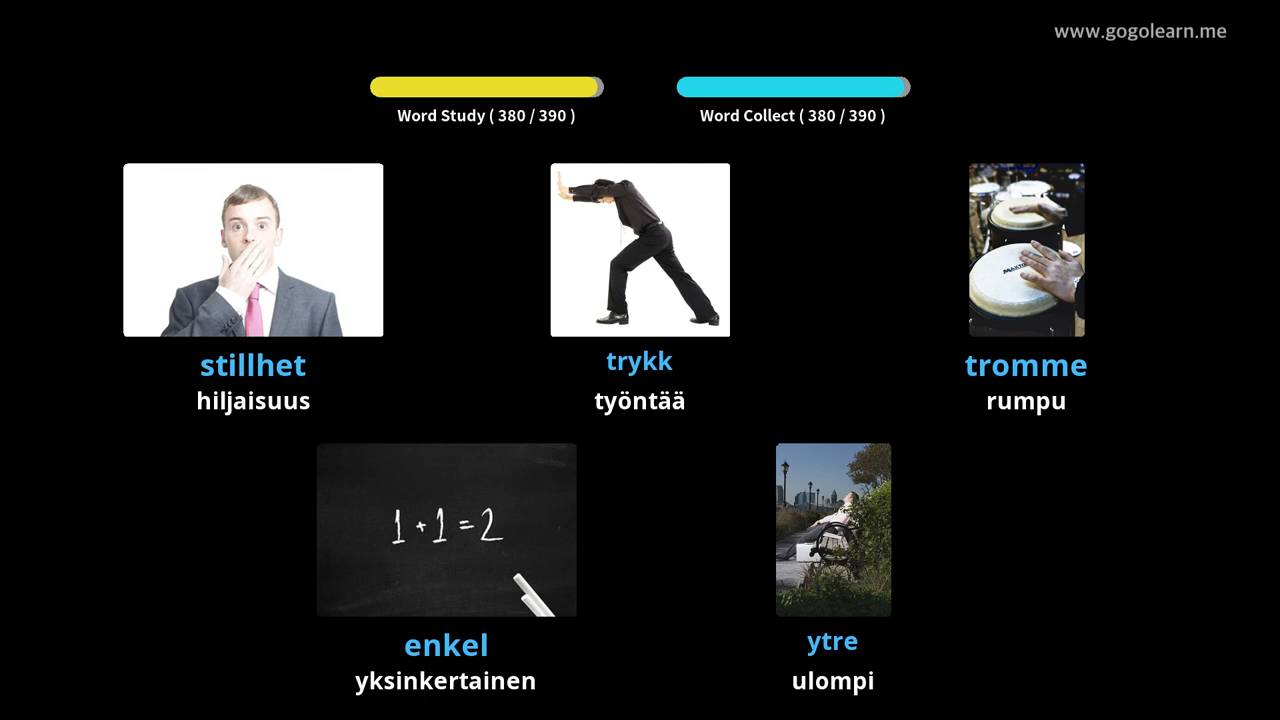 www.gogolearn.me
Word Study ( 380 / 390 )
Word Collect ( 380 / 390 )
stillhet
hiljaisuus
trykk
työntää
tromme
rumpu
1 + 1 = 2
enkel
yksinkertainen
ytre
ulompi